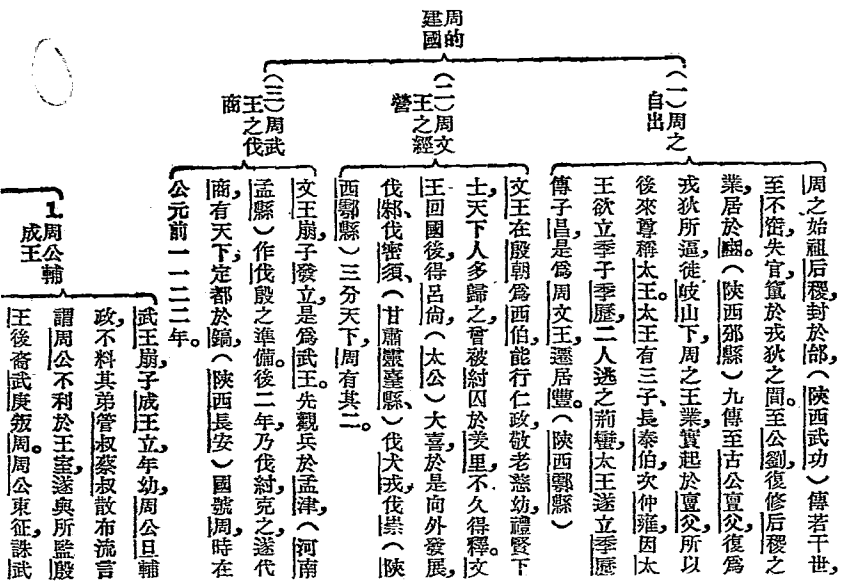 周的
建國
(一)周之
自出
周之始祖后稷,封於邰,(陝西武功)傳若干世,
至不窋失官,竄於戎狄之間。至公劉,復修后稷之
業,居於豳。(陝西邠縣)九傳至古公亶父,復爲
戎狄所逼,徙岐山下,周之王業,實起於亶父,所以
後來尊稱太王。太王有三子、長泰伯、次仲雍,因太
王欲立季子季歷,二人逃之荊蠻,太王遂立季歷
傳子昌,是爲周文王,遷居豐。(陝西鄠縣)
(二)周文
王之經
營
文王在殷朝爲西伯,能行仁政,敬老慈幼,禮賢下
士,天下人多歸之,曾被紂囚於羑里,不久得釋。文
王回國後,得呂尙(太公)大喜,於是向外發展,
伐邾、伐密須、(甘肅靈臺縣、)伐犬戎、伐崇(陝
西鄠縣)三分天下,周有其二。
(三)周武
王之伐
商
文王崩,子發立,是爲武王。先觀兵於孟津,(河南
孟縣)作伐殷之準備。後二年,乃伐紂,克之,遂代
商,有天下,定都於鎬,(陝西長安)國號周,時在
公元前一一二二年。
1.周公輔
成王
武王崩,子成王立,年幼,周公旦輔
政,不料其弟管叔蔡叔散布流言
謂周公不利於王室,遂與所監殷
王後裔武庚叛周。周公東征,誅武